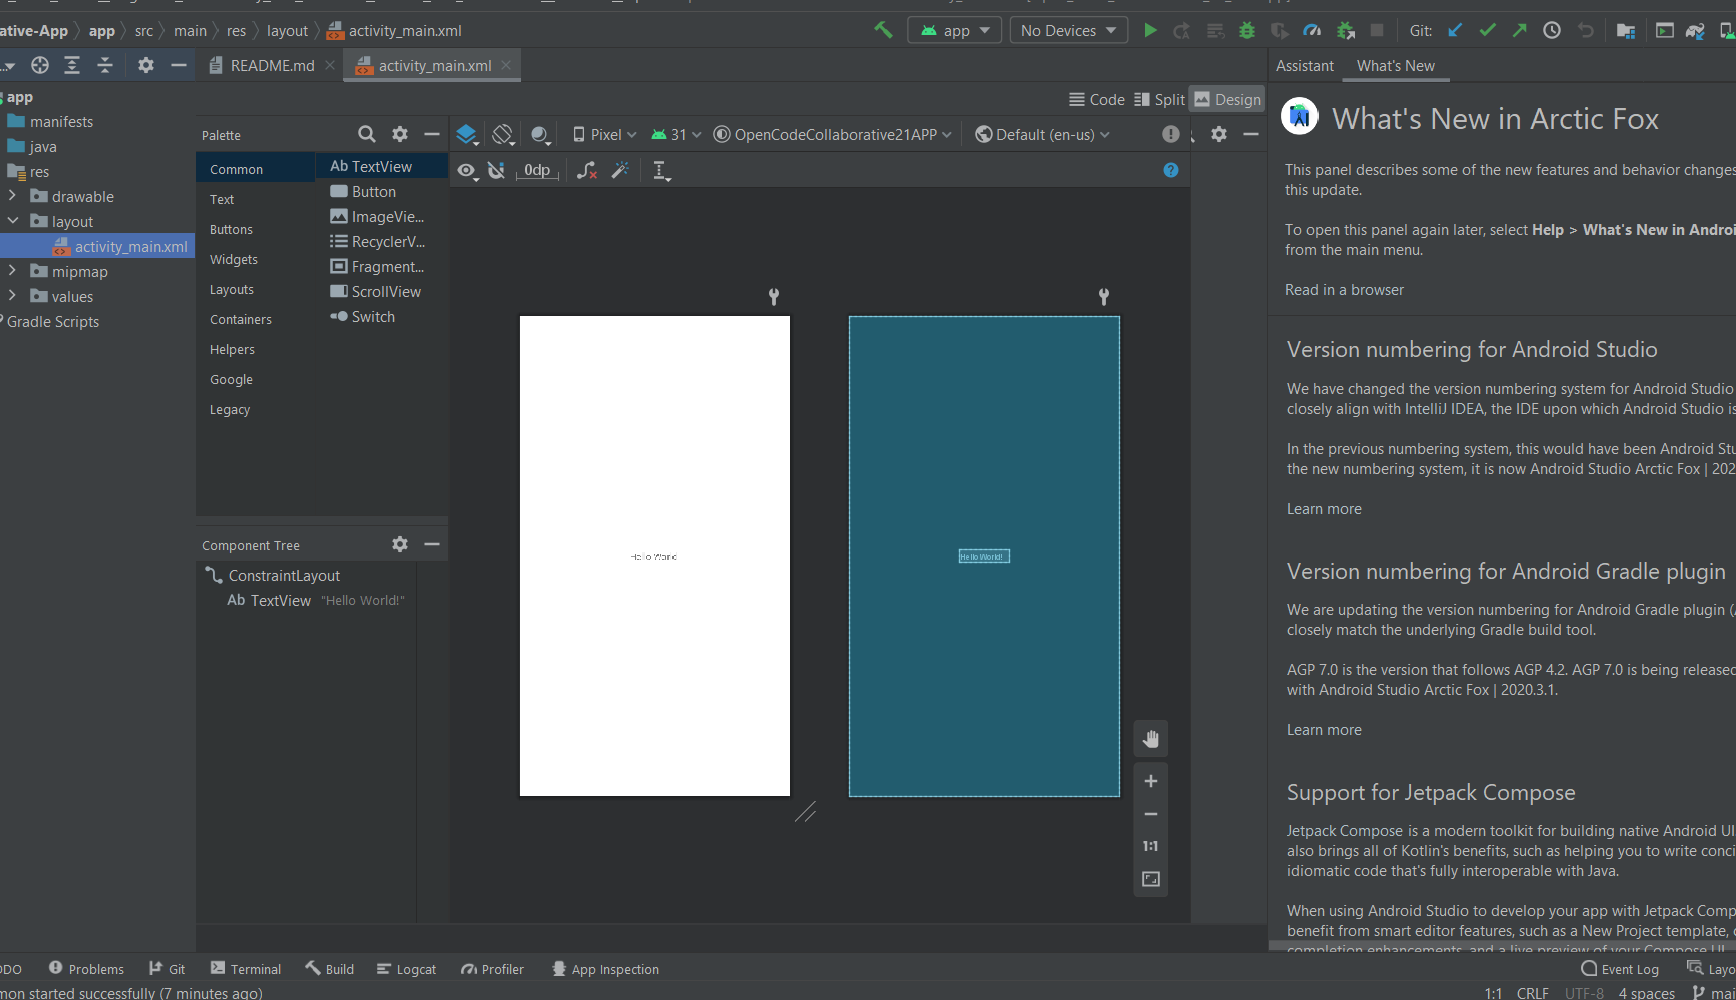 ative-App > app > src > main > res > layout > activity_main.xml
app
No Devices
Git:
README.md
activity_main.xml
Assistant
What's New
app
manifests
java
res
drawable
layout
activity_main.xml
mipmap
values
Gradle Scripts
Code
Split
Design
Palette
Pixel
31
OpenCodeCollaborative21APP
Default (en-us)
0dp
Common
Text
Buttons
Widgets
Layouts
Containers
Helpers
Google
Legacy
Ab TextView
Button
ImageVie...
RecyclerV...
Fragment...
ScrollView
Switch
Component Tree
ConstraintLayout
Ab TextView "Hello World!"
Hello World
Hello World!
1:1
What's New in Arctic Fox
This panel describes some of the new features and behavior changes
this update.
To open this panel again later, select Help > What's New in Androi
from the main menu.
Read in a browser
Version numbering for Android Studio
We have changed the version numbering system for Android Studio
closely align with IntelliJ IDEA, the IDE upon which Android Studio is
In the previous numbering system, this would have been Android Stu
the new numbering system, it is now Android Studio Arctic Fox | 202
Learn more
Version numbering for Android Gradle plugin
We are updating the version numbering for Android Gradle plugin (A
closely match the underlying Gradle build tool.
AGP 7.0 is the version that follows AGP 4.2. AGP 7.0 is being released
with Android Studio Arctic Fox | 2020.3.1.
Learn more
Support for Jetpack Compose
Jetpack Compose is a modern toolkit for building native Android UI
also brings all of Kotlin's benefits, such as helping you to write conci
idiomatic code that's fully interoperable with Java.
When using Android Studio to develop your app with Jetpack Comp
benefit from smart editor features, such as a New Project template,
completion enhancements, and a live preview of your Compose UI
ODO
Problems
Git
Terminal
Build
Logcat
Profiler
App Inspection
Event Log
Layo
mon started successfully (7 minutes ago)
1:1
CRLF
UTF-8
4 spaces
mai